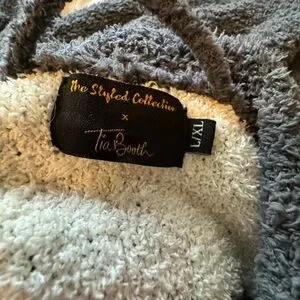 The Styled Collection
x
Tia Booth
L/XL